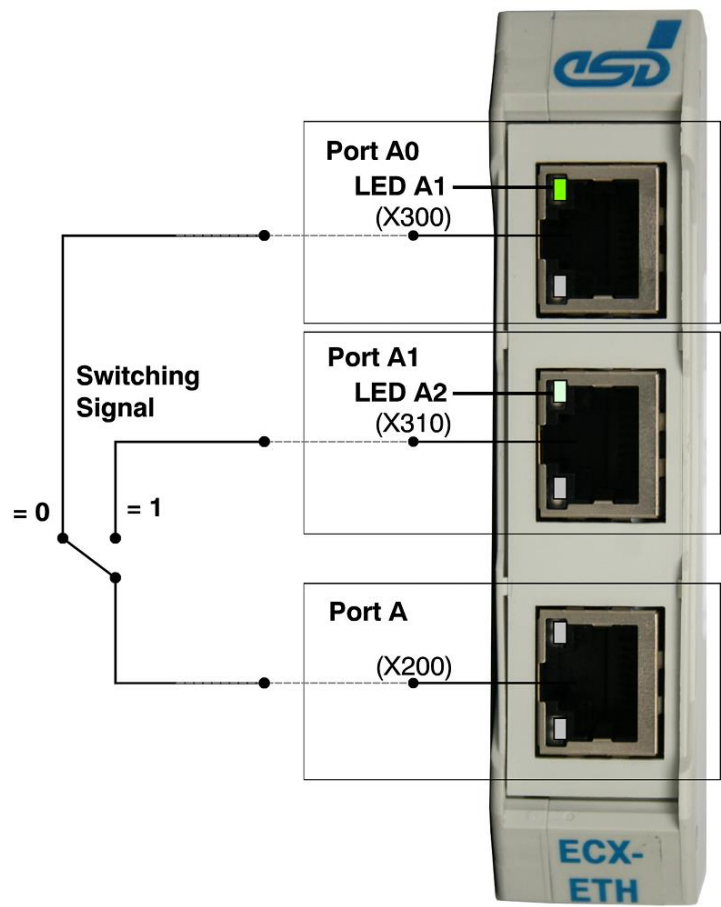 esd
Port A0
LED A1
(X300)
Port A1
LED A2
(X310)
Switching
Signal
= 0
= 1
Port A
(X200)
ECX-
ETH